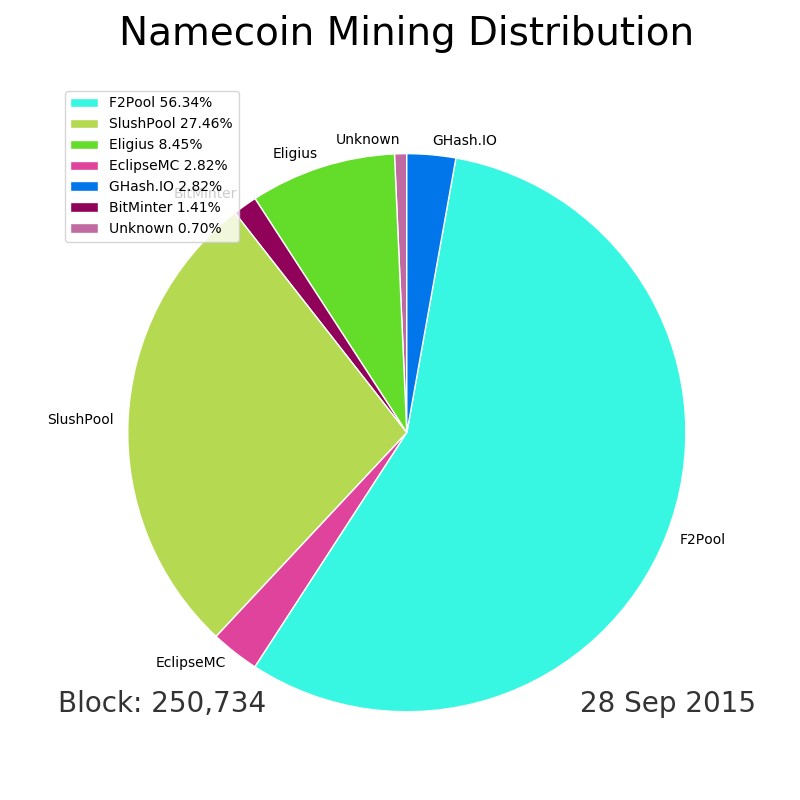 Namecoin Mining Distribution
F2Pool 56.34%
SlushPool 27.46%
Eligius 8.45%
EclipseMC 2.82%
GHash.IO 2.82%
BitMinter 1.41%
Unknown 0.70%
Unknown
GHash.IO
Eligius
BitMinter
SlushPool
F2Pool
EclipseMC
Block: 250,734
28 Sep 2015